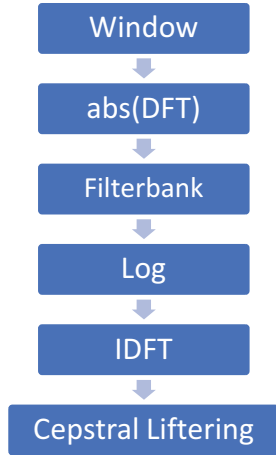 Window
abs(DFT)
Filterbank
Log
IDFT
Cepstral Liftering